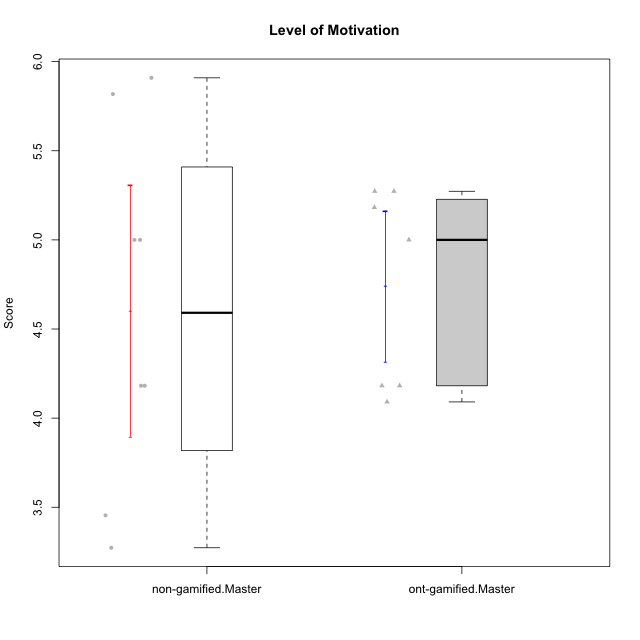 Level of Motivation
Score
6.0
5.5
5.0
4.5
4.0
3.5
non-gamified.Master
ont-gamified.Master